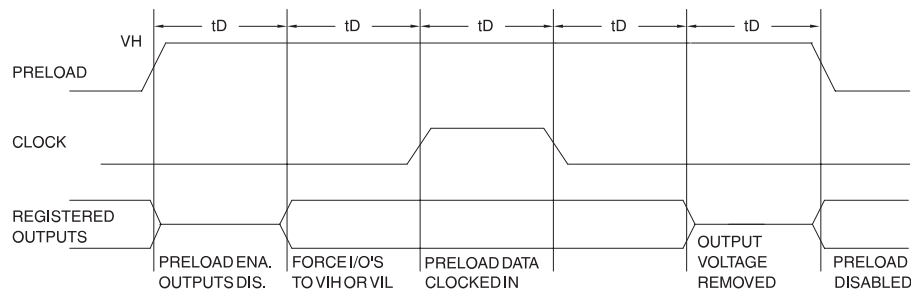 tD tD tD tD tD
VH
PRELOAD
CLOCK
REGISTERED
OUTPUTS
PRELOAD ENA.
OUTPUTS DIS.
FORCE I/O'S
TO VIH OR VIL
PRELOAD DATA
CLOCKED IN
OUTPUT
VOLTAGE
REMOVED
PRELOAD
DISABLED